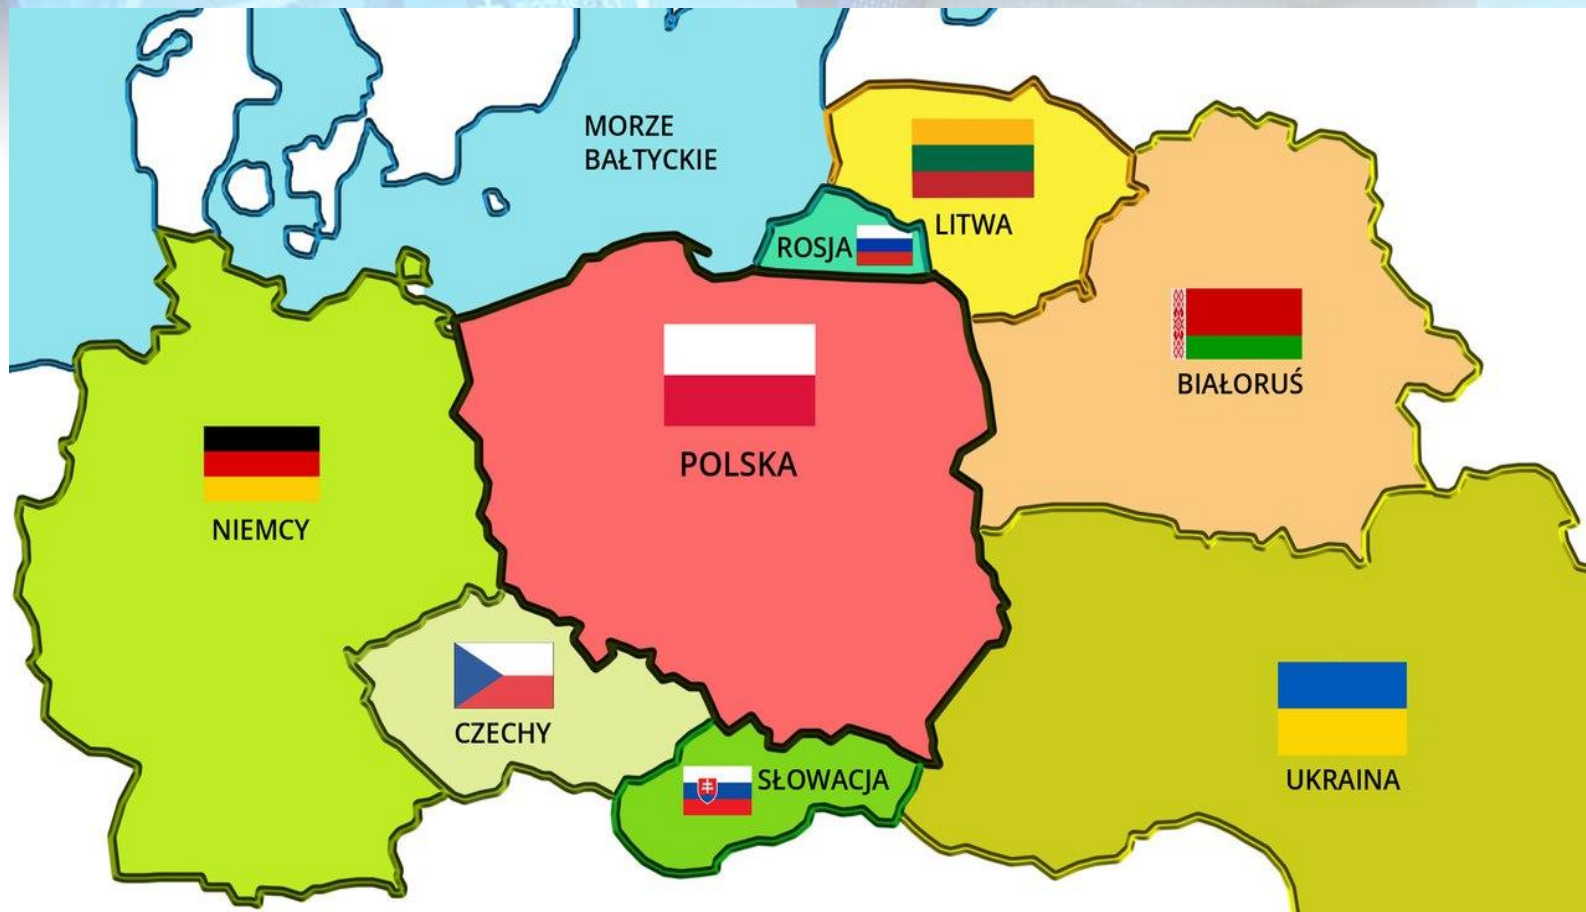 MORZE
BAŁTYCKIE
LITWA
ROSJA
BIAŁORUŚ
POLSKA
NIEMCY
CZECHY
SŁOWACJA
UKRAINA